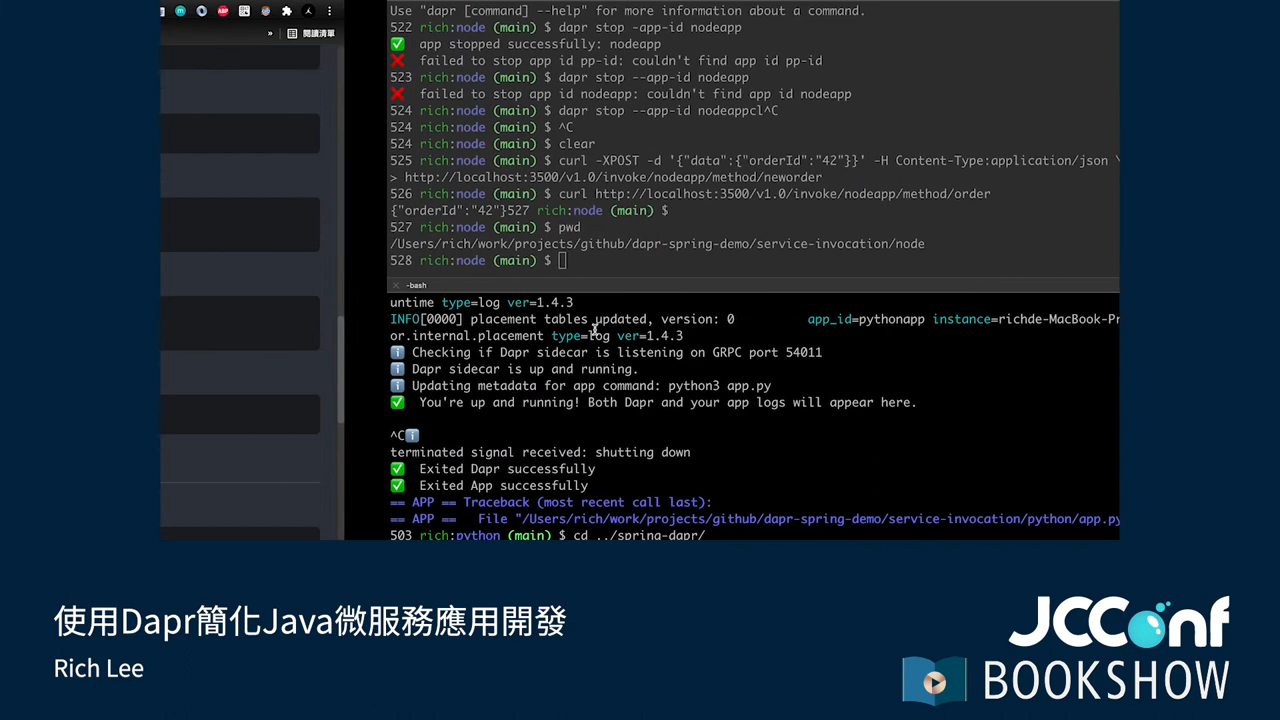 閱讀清單
Use "dapr [command] --help" for more information about a command.
522 rich:node (main) $ dapr stop -app-id nodeapp
✅ app stopped successfully: nodeapp
❌ failed to stop app id pp-id: couldn't find app id pp-id
523 rich:node (main) $ dapr stop --app-id nodeapp
❌ failed to stop app id nodeapp: couldn't find app id nodeapp
524 rich:node (main) $ dapr stop --app-id nodeappcl^C
524 rich:node (main) $ ^C
524 rich:node (main) $ clear
525 rich:node (main) $ curl -XPOST -d '{"data":{"orderId":"42"}}' -H Content-Type:application/json \
> http://localhost:3500/v1.0/invoke/nodeapp/method/neworder
526 rich:node (main) $ curl http://localhost:3500/v1.0/invoke/nodeapp/method/order
{"orderId":"42"}527 rich:node (main) $
527 rich:node (main) $ pwd
/Users/rich/work/projects/github/dapr-spring-demo/service-invocation/node
528 rich:node (main) $
-bash
untime type=log ver=1.4.3
INFO[0000] placement tables updated, version: 0 app_id=pythonapp instance=richde-MacBook-Pr
or.internal.placement type=log ver=1.4.3
ℹ️ Checking if Dapr sidecar is listening on GRPC port 54011
ℹ️ Dapr sidecar is up and running.
ℹ️ Updating metadata for app command: python3 app.py
✅ You're up and running! Both Dapr and your app logs will appear here.
^Cℹ️
terminated signal received: shutting down
✅ Exited Dapr successfully
✅ Exited App successfully
== APP == Traceback (most recent call last):
== APP == File "/Users/rich/work/projects/github/dapr-spring-demo/service-invocation/python/app.py
503 rich:python (main) $ cd ../spring-dapr/
使用Dapr簡化Java微服務應用開發
Rich Lee
JCConf
BOOKSHOW